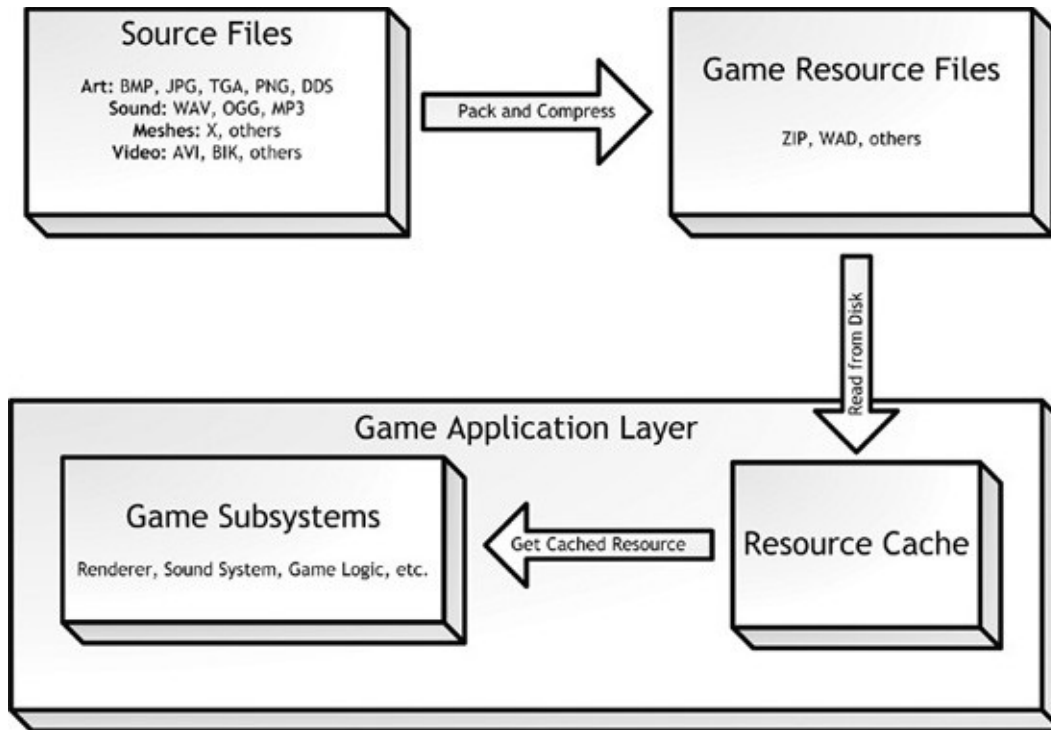 Source Files
Art: BMP, JPG, TGA, PNG, DDS
Sound: WAV, OGG, MP3
Meshes: X, others
Video: AVI, BIK, others
Pack and Compress
Game Resource Files
ZIP, WAD, others
Read from Disk
Game Application Layer
Game Subsystems
Renderer, Sound System, Game Logic, etc.
Get Cached Resource
Resource Cache